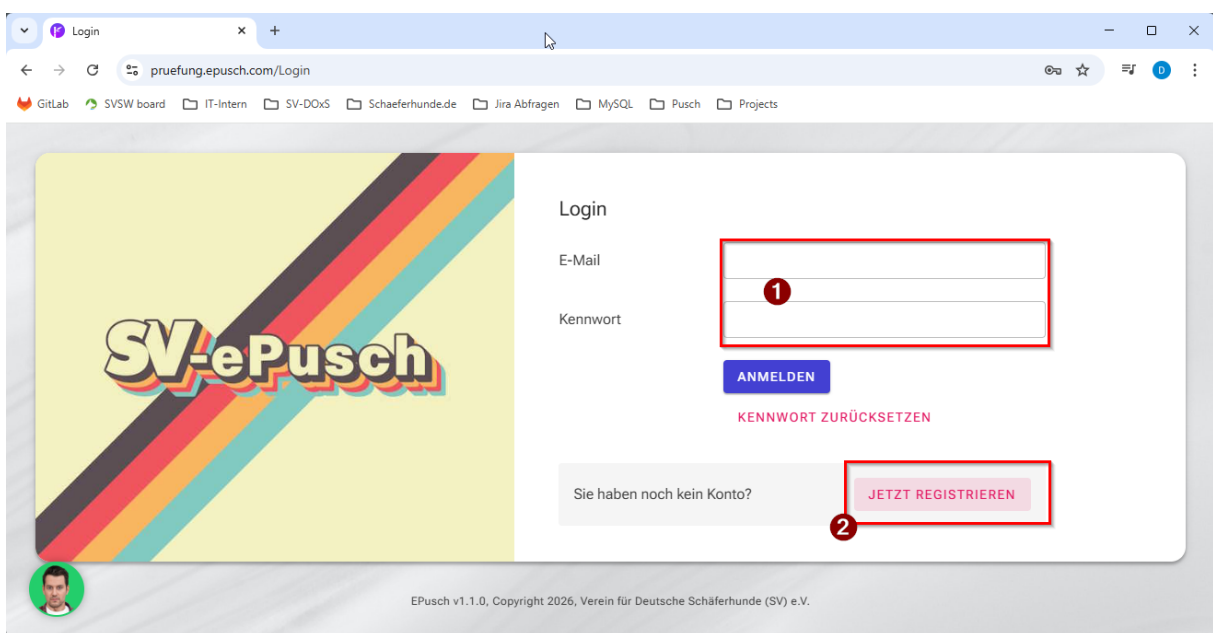 Login
pruefung.epusch.com/Login
D
GitLab SVSW board IT-Intern SV-DOxS Schaeferhunde.de Jira Abfragen MySQL Pusch Projects
SV-ePusch
Login
E-Mail
1
Kennwort
ANMELDEN
KENNWORT ZURÜCKSETZEN
Sie haben noch kein Konto? JETZT REGISTRIEREN
2
EPusch v1.1.0, Copyright 2026, Verein für Deutsche Schäferhunde (SV) e.V.